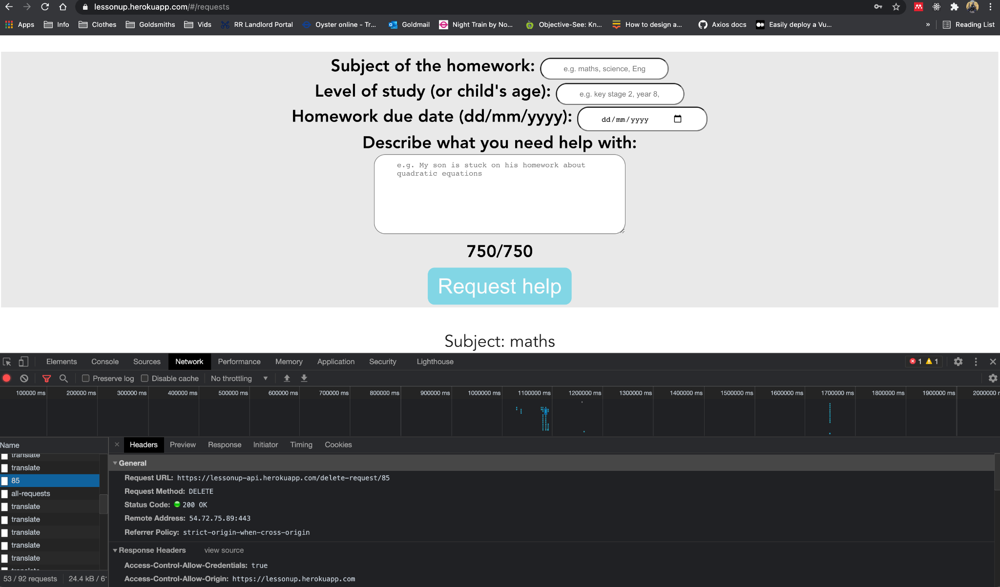 lessonup.herokuapp.com/#/requests
Apps Info Clothes Goldsmiths Vids RR Landlord Portal Oyster online - Tr... Goldmail Night Train by No... Objective-See: Kn... How to design a... Axios docs Easily deploy a Vu... » Reading List
Subject of the homework: e.g. maths, science, Eng
Level of study (or child's age): e.g. key stage 2, year 8,
Homework due date (dd/mm/yyyy): dd/mm/yyyy
Describe what you need help with:
e.g. My son is stuck on his homework about
quadratic equations
750/750
Request help
Subject: maths
Elements Console Sources Network Performance Memory Application Security Lighthouse 1 1
Preserve log Disable cache No throttling
100000 ms 200000 ms 300000 ms 400000 ms 500000 ms 600000 ms 700000 ms 800000 ms 900000 ms 1000000 ms 1100000 ms 1200000 ms 1300000 ms 1400000 ms 1500000 ms 1600000 ms 1700000 ms 1800000 ms 1900000 ms 2000000
Name
translate
translate
85
all-requests
translate
translate
translate
translate
translate
53 / 92 requests 24.4 kB / 6
Headers Preview Response Initiator Timing Cookies
General
Request URL: https://lessonup-api.herokuapp.com/delete-request/85
Request Method: DELETE
Status Code: 200 OK
Remote Address: 54.72.75.89:443
Referrer Policy: strict-origin-when-cross-origin
Response Headers view source
Access-Control-Allow-Credentials: true
Access-Control-Allow-Origin: https://lessonup.herokuapp.com